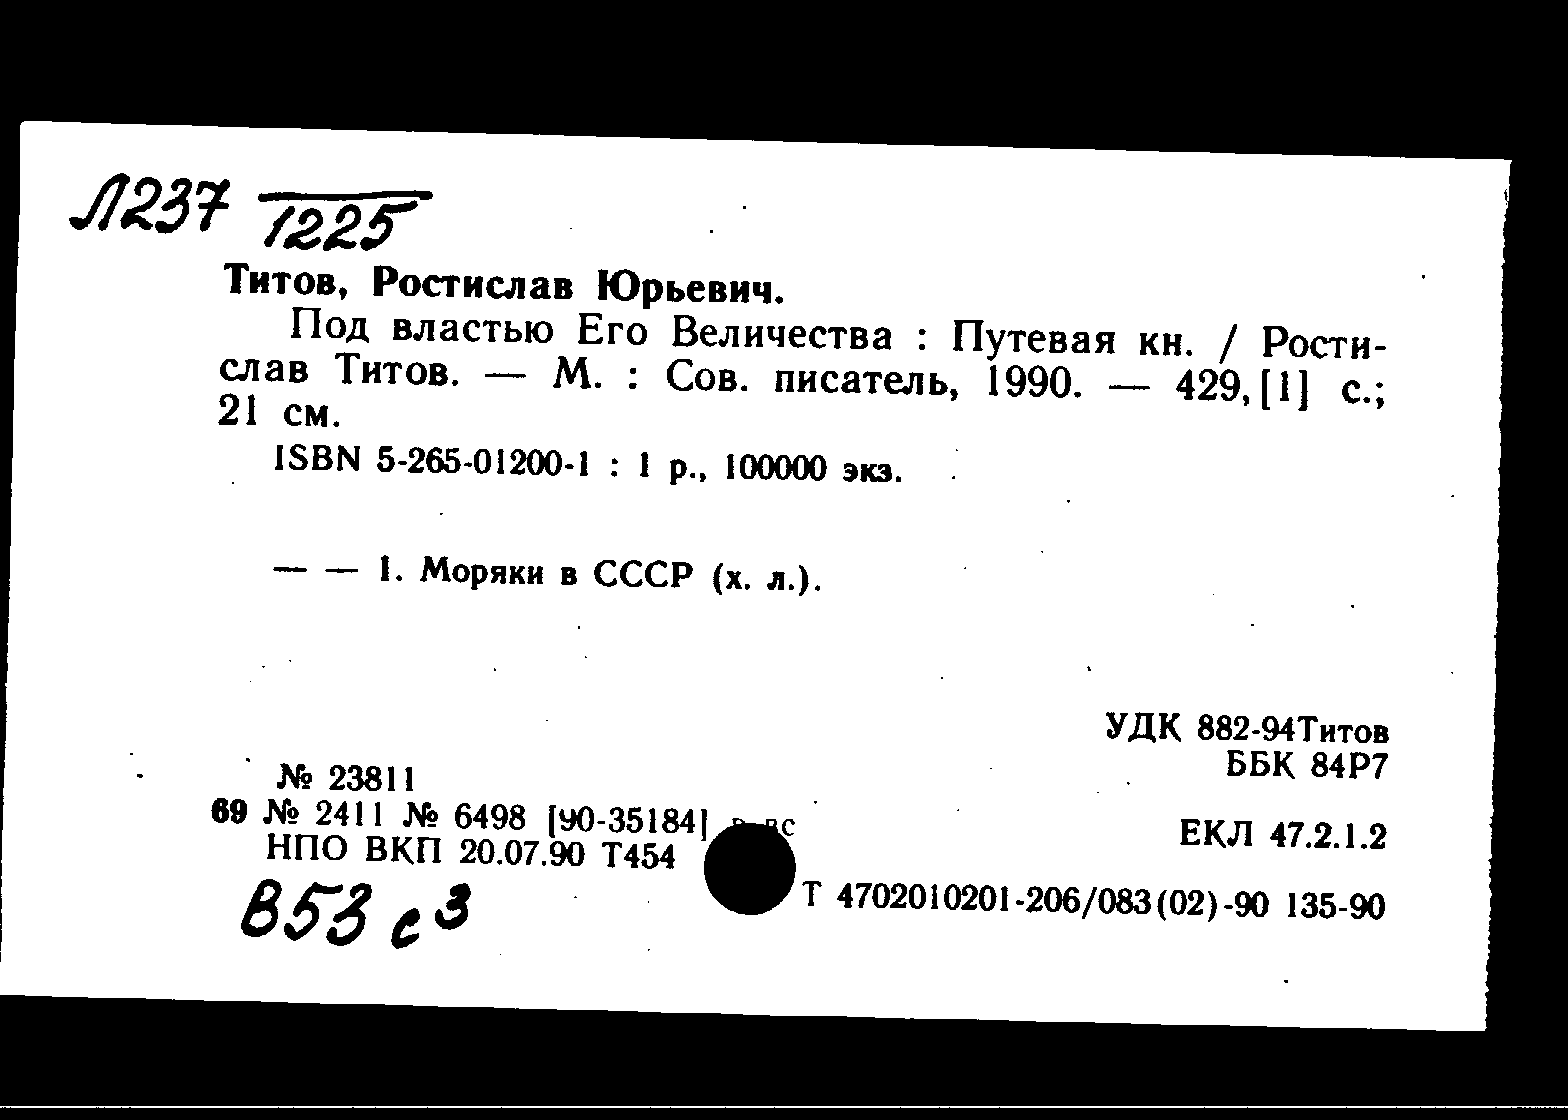 Л237 1225
Титов, Ростислав Юрьевич.
Под властью Его Величества : Путевая кн. / Рости-
слав Титов. — М. : Сов. писатель, 1990. — 429,[1] с.;
21 см.
ISBN 5-265-01200-1 : 1 р., 100000 экз.
— — 1. Моряки в СССР (х. л.).
УДК 882-94Титов
ББК 84Р7
№ 23811
69 № 2411 № 6498 [90-35184]
ЕКЛ 47.2.1.2
НПО ВКП 20.07.90 Т454
Т 4702010201-206/083(02)-90 135-90
В53 с3